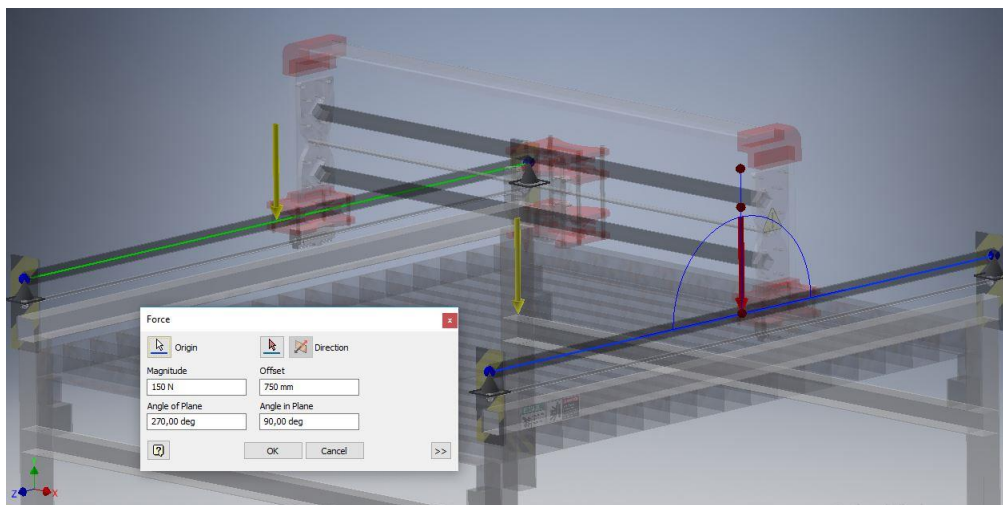 Force
x
Origin
Direction
Magnitude
Offset
150 N
750 mm
Angle of Plane
Angle in Plane
270,00 deg
90,00 deg
?
OK
Cancel
>>
Y
Z
X